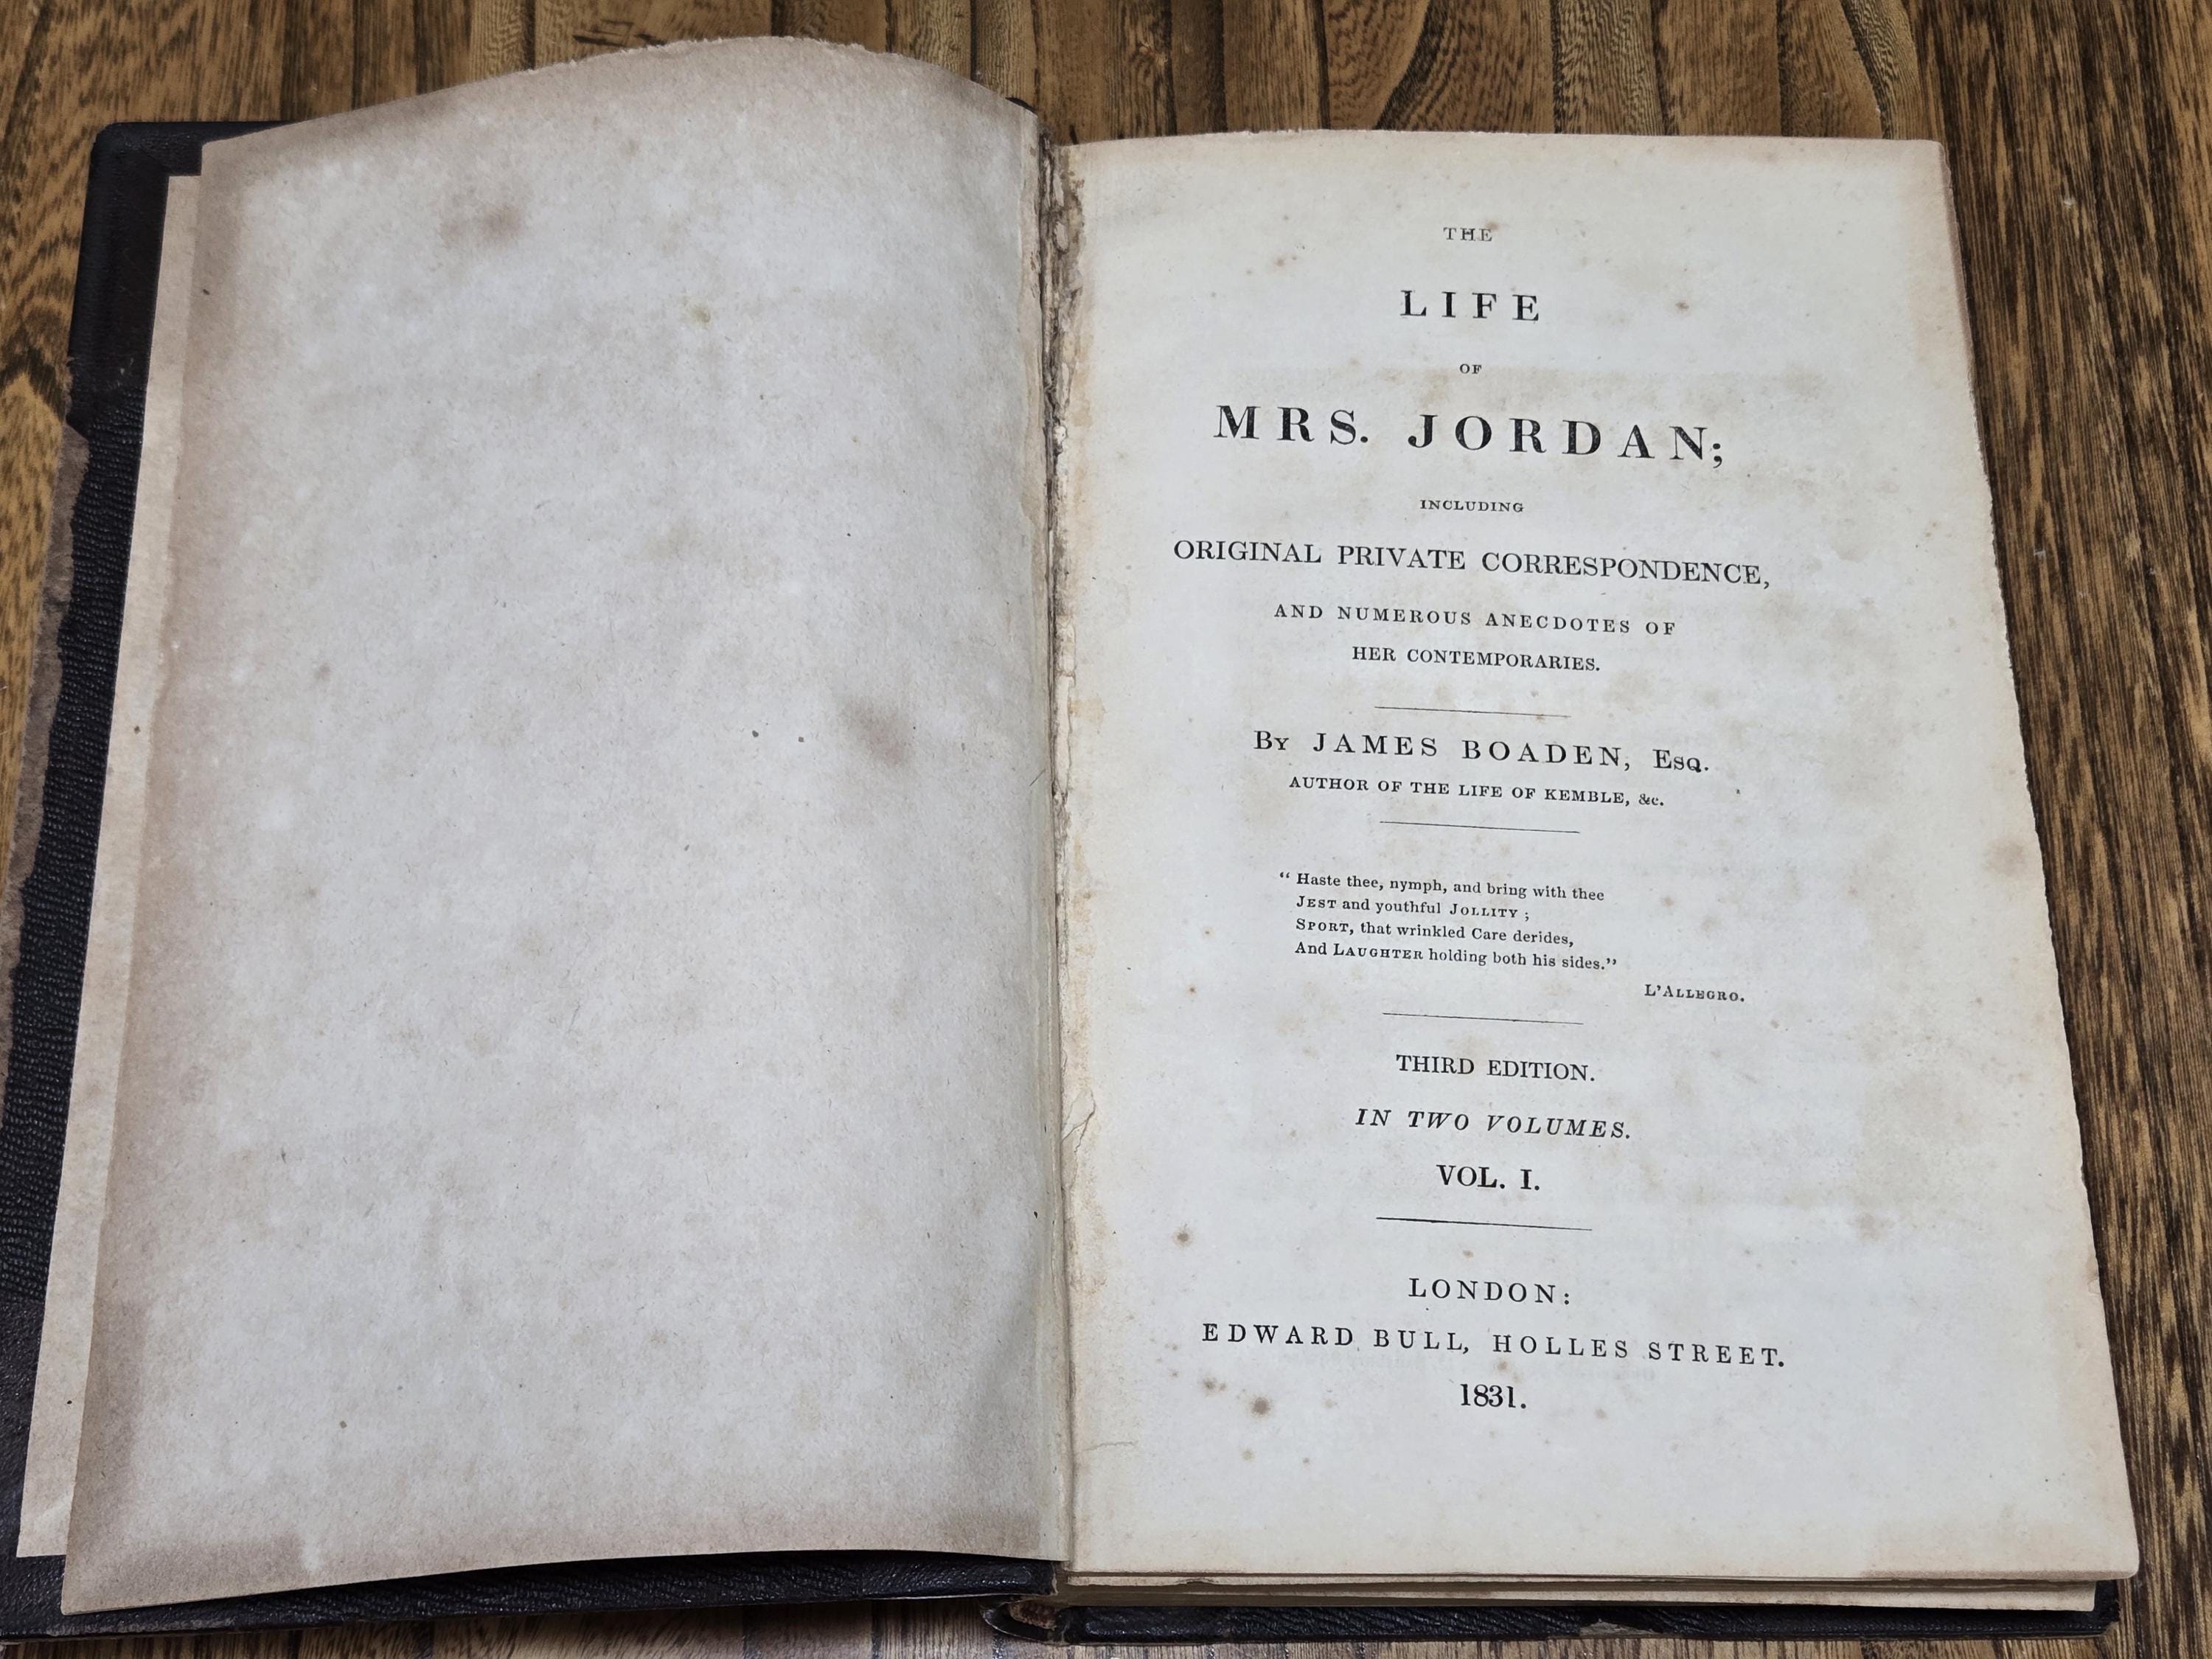 THE
LIFE
OF
MRS. JORDAN;
INCLUDING
ORIGINAL PRIVATE CORRESPONDENCE,
AND NUMEROUS ANECDOTES OF
HER CONTEMPORARIES.
By JAMES BOADEN, Esq.
AUTHOR OF THE LIFE OF KEMBLE, &c.
“ Haste thee, nymph, and bring with thee
JEST and youthful JOLLITY ;
SPORT, that wrinkled Care derides,
And LAUGHTER holding both his sides.”
L'ALLEGRO.
THIRD EDITION.
IN TWO VOLUMES.
VOL. I.
LONDON:
EDWARD BULL, HOLLES STREET.
1831.